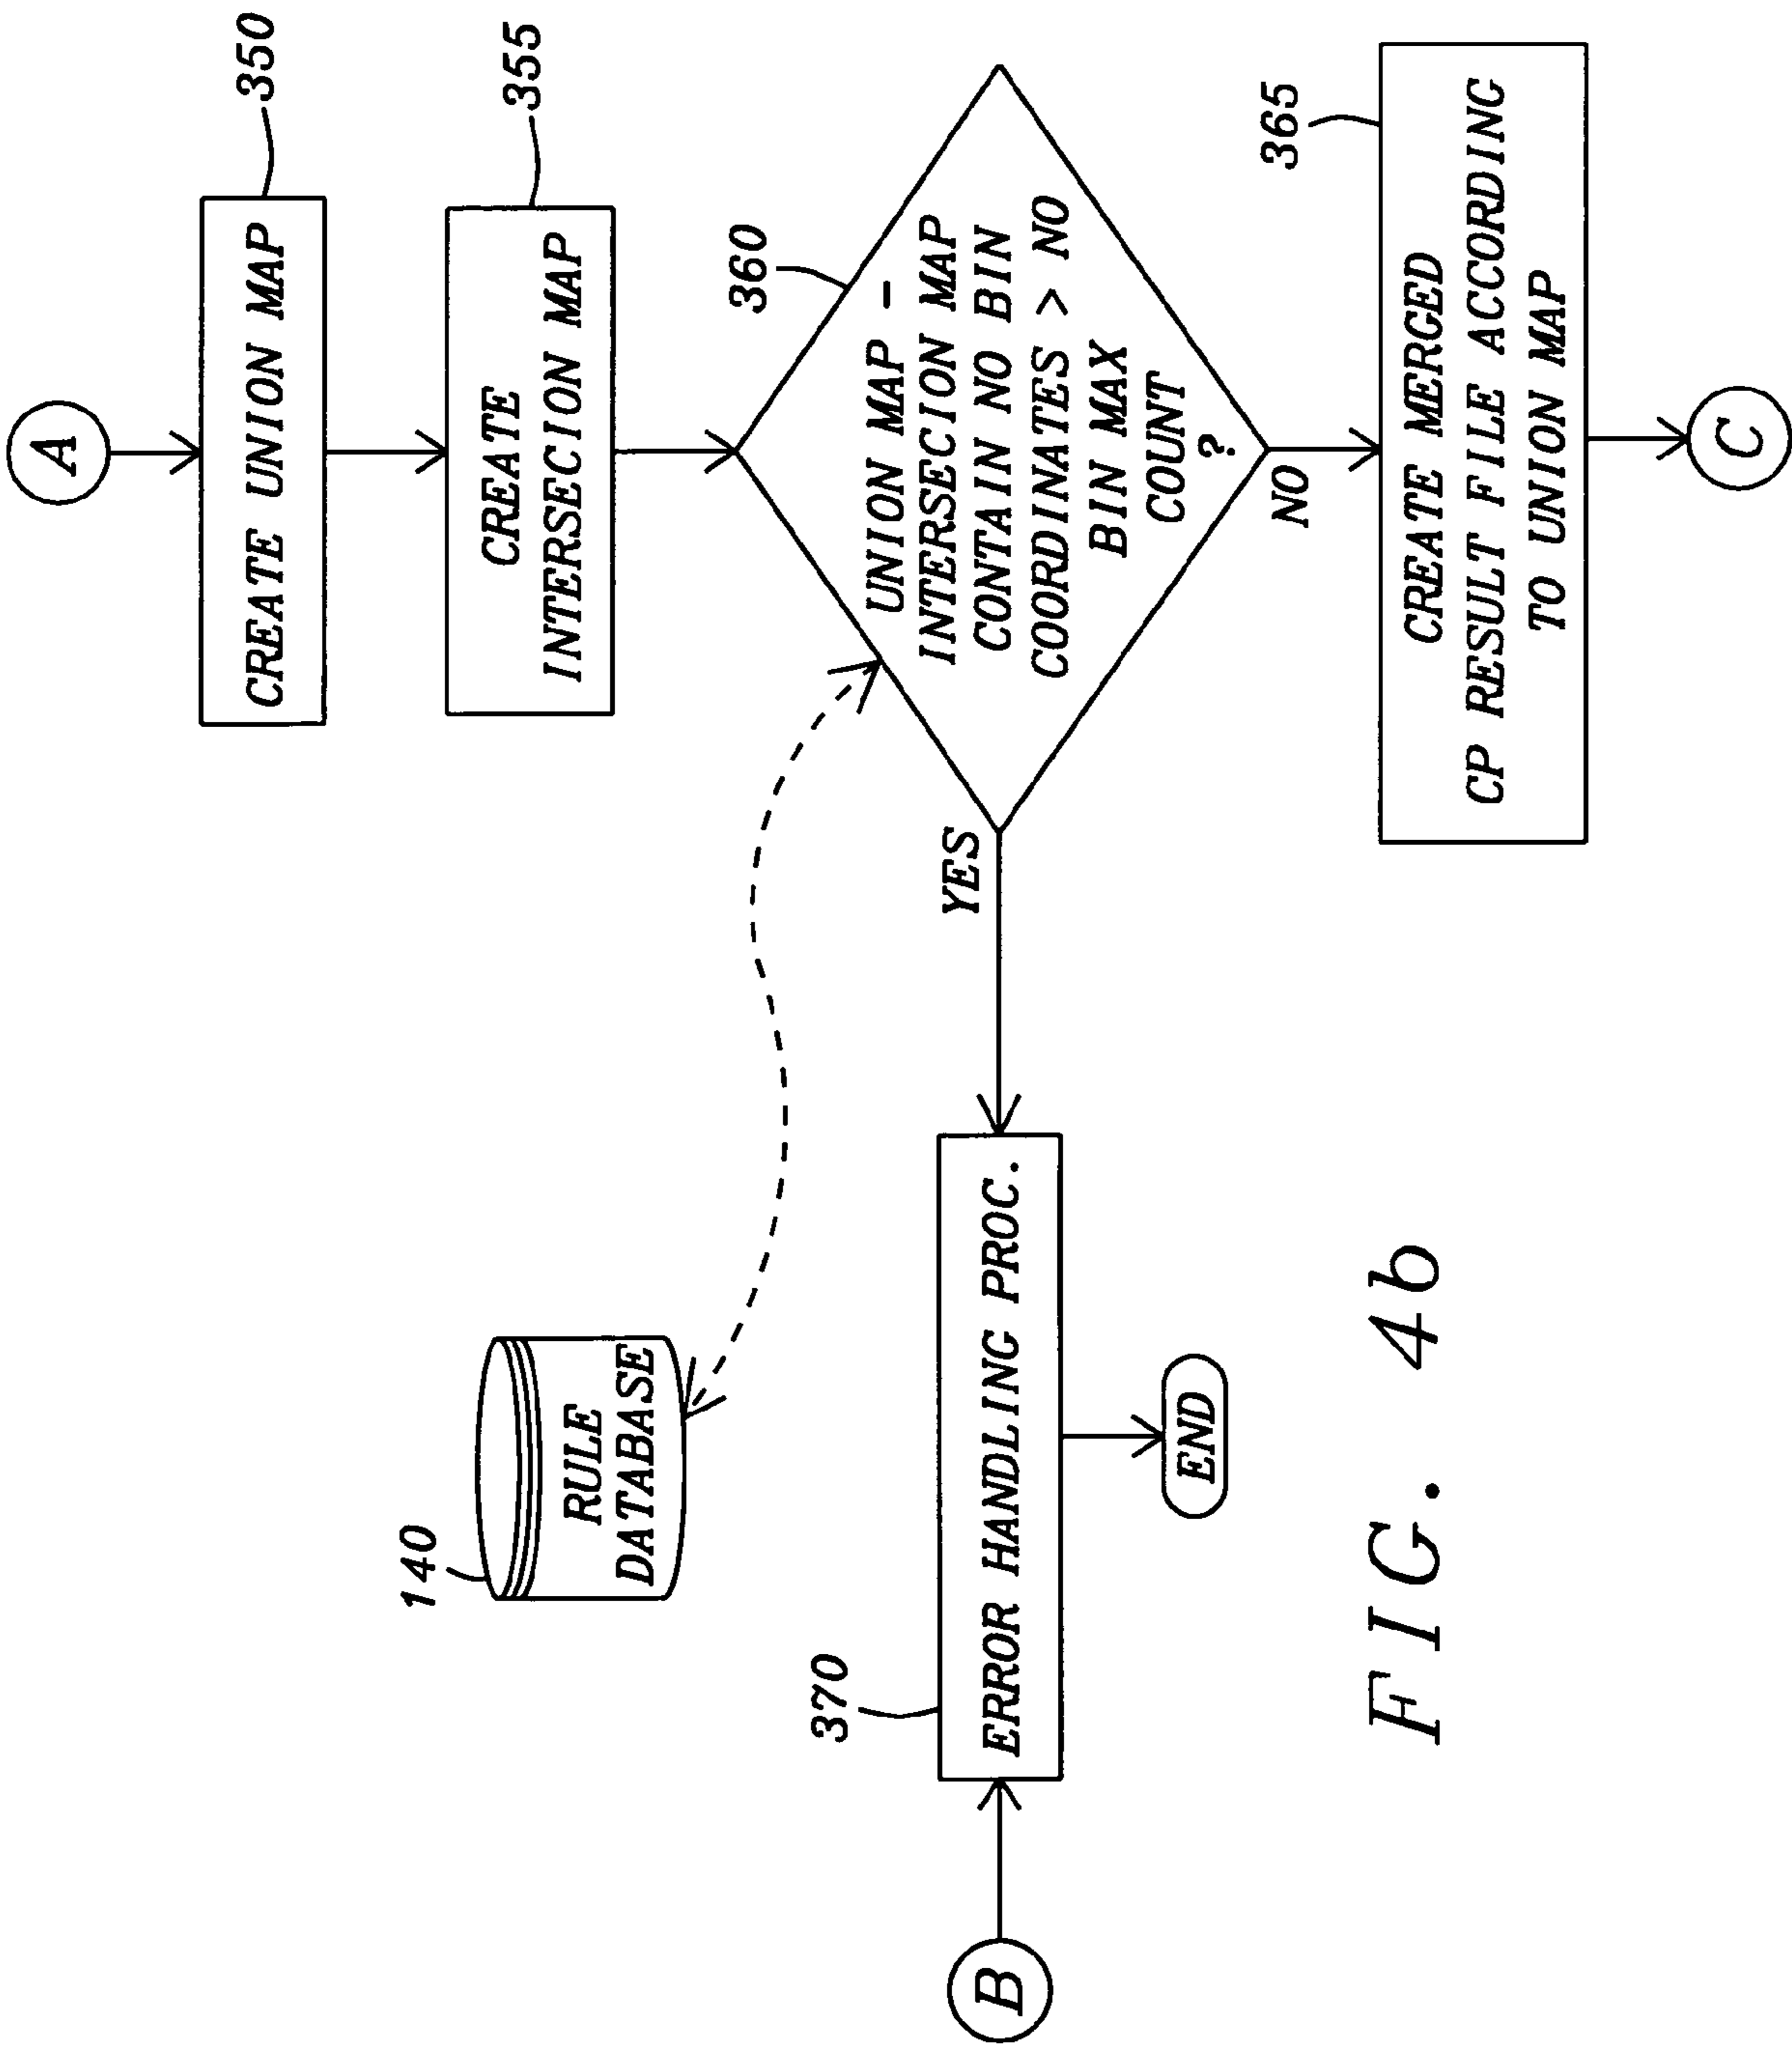 A
350
CREATE UNION MAP
355
CREATE
INTERSECION MAP
140
RULE
DATABASE
360
UNION MAP -
INTERSECION MAP
CONTAIN NO BIN
COORDINATES > NO
BIN MAX
COUNT
?
YES
NO
370
B
ERROR HANDLING PROC.
END
365
CREATE MERGED
CP RESULT FILE ACCORDING
TO UNION MAP
C
FIG. 4b